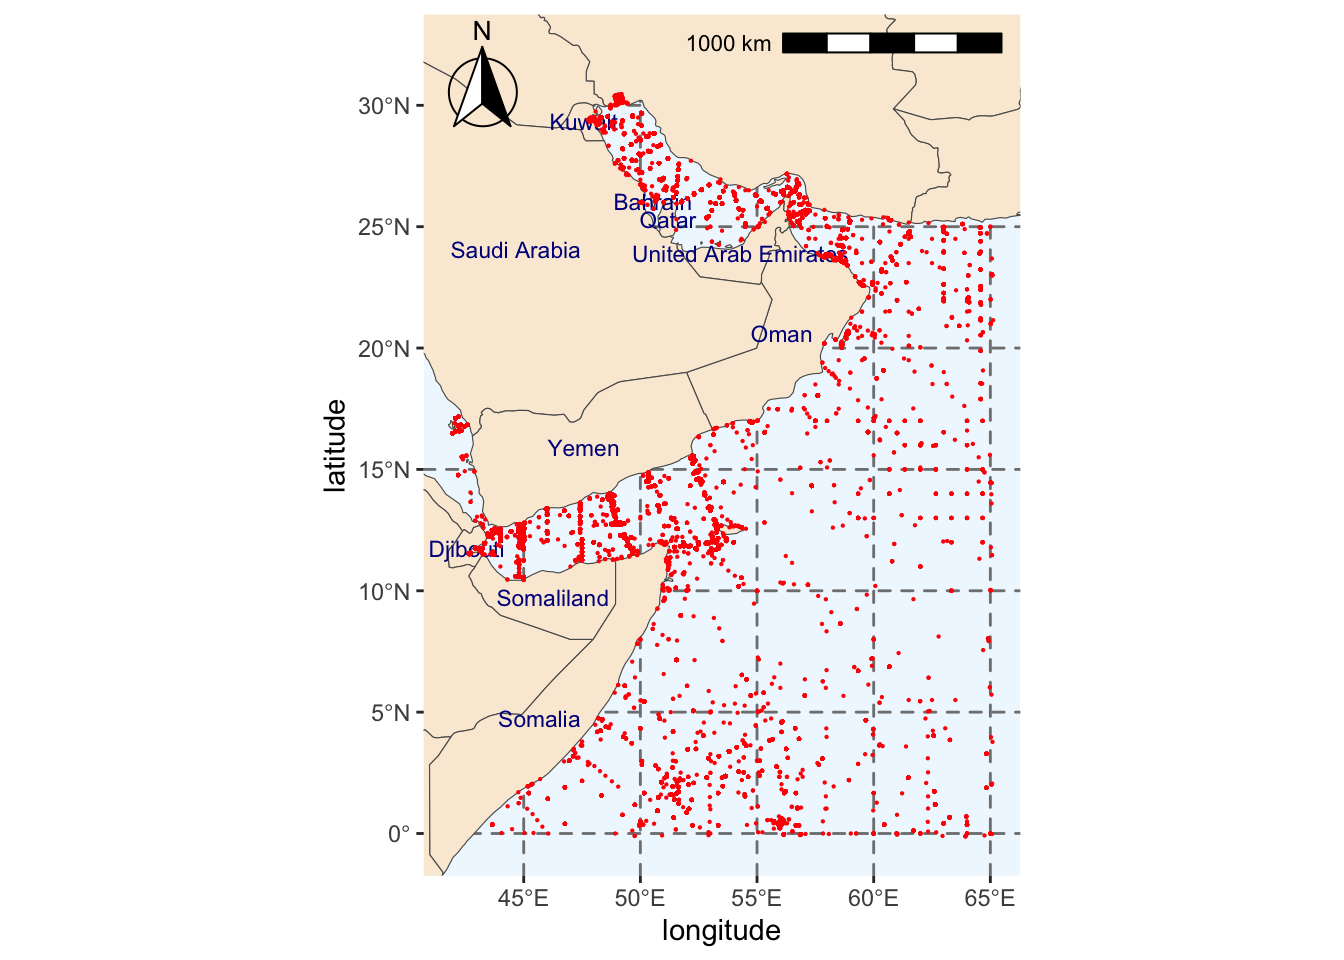 N
1000 km
30°N
Kuwait
Bahrain
Qatar
25°N
Saudi Arabia
United Arab Emirates
Oman
20°N
latitude
Yemen
15°N
Djibouti
10°N
Somaliland
5°N
Somalia
0°
45°E 50°E 55°E 60°E 65°E
longitude